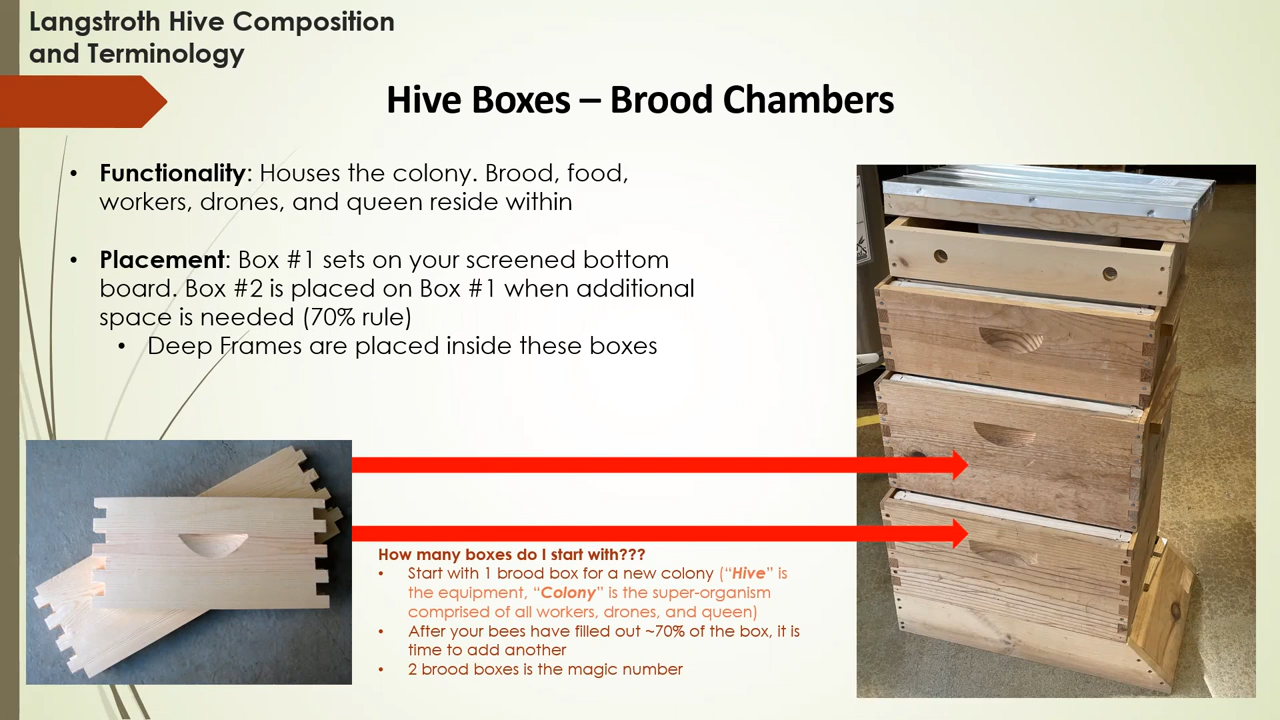 Langstroth Hive Composition
and Terminology
Hive Boxes – Brood Chambers
• Functionality: Houses the colony. Brood, food,
workers, drones, and queen reside within
• Placement: Box #1 sets on your screened bottom
board. Box #2 is placed on Box #1 when additional
space is needed (70% rule)
• Deep Frames are placed inside these boxes
How many boxes do I start with???
• Start with 1 brood box for a new colony (“Hive” is
the equipment, “Colony” is the super-organism
comprised of all workers, drones, and queen)
• After your bees have filled out ~70% of the box, it is
time to add another
• 2 brood boxes is the magic number